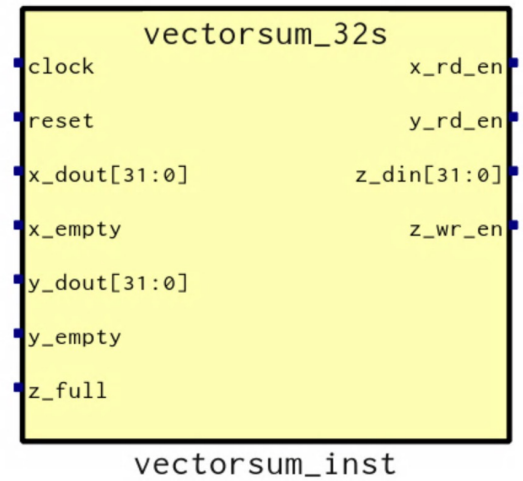 vectorsum_32s
clock x_rd_en
reset y_rd_en
x_dout[31:0] z_din[31:0]
x_empty z_wr_en
y_dout[31:0]
y_empty
z_full
vectorsum_inst